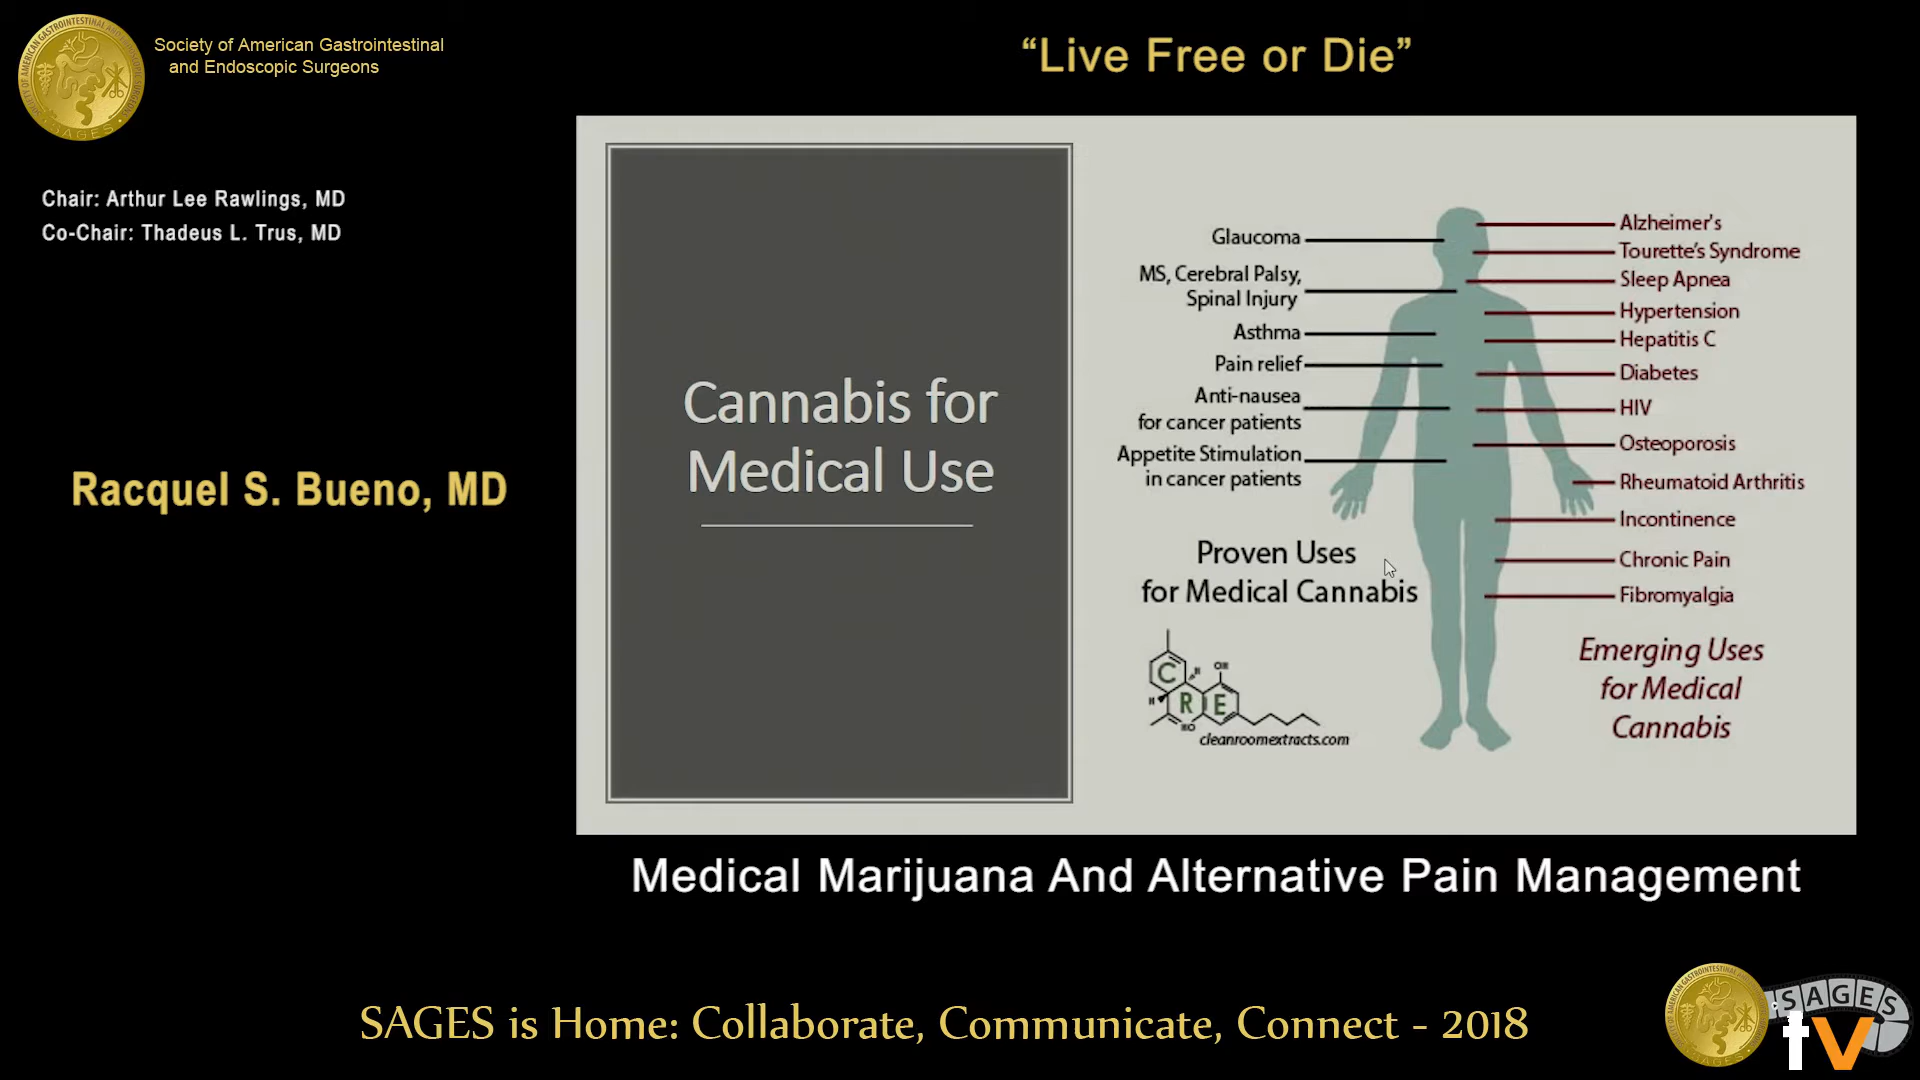 Society of American Gastrointestinal
and Endoscopic Surgeons
“Live Free or Die”
Chair: Arthur Lee Rawlings, MD
Co-Chair: Thadeus L. Trus, MD
Racquel S. Bueno, MD
Cannabis for
Medical Use
Glaucoma
MS, Cerebral Palsy,
Spinal Injury
Asthma
Pain relief
Anti-nausea
for cancer patients
Appetite Stimulation
in cancer patients
Proven Uses
for Medical Cannabis
C
R E
H
H
OH
cleanroomextracts.com
Alzheimer's
Tourette's Syndrome
Sleep Apnea
Hypertension
Hepatitis C
Diabetes
HIV
Osteoporosis
Rheumatoid Arthritis
Incontinence
Chronic Pain
Fibromyalgia
Emerging Uses
for Medical
Cannabis
Medical Marijuana And Alternative Pain Management
SAGES is Home: Collaborate, Communicate, Connect - 2018
SAGES
tv